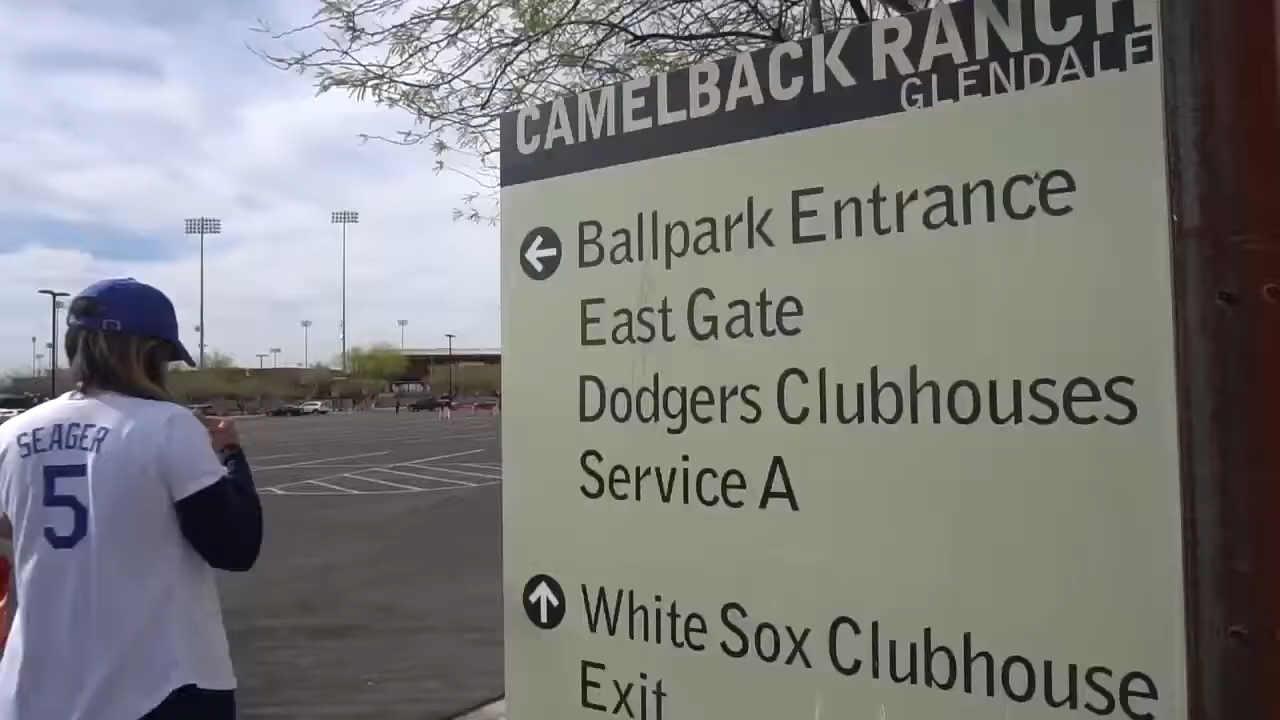 CAMELBACK RANCH
GLENDALE
Ballpark Entrance
East Gate
Dodgers Clubhouses
Service A
White Sox Clubhouse
Exit
SEAGER
5